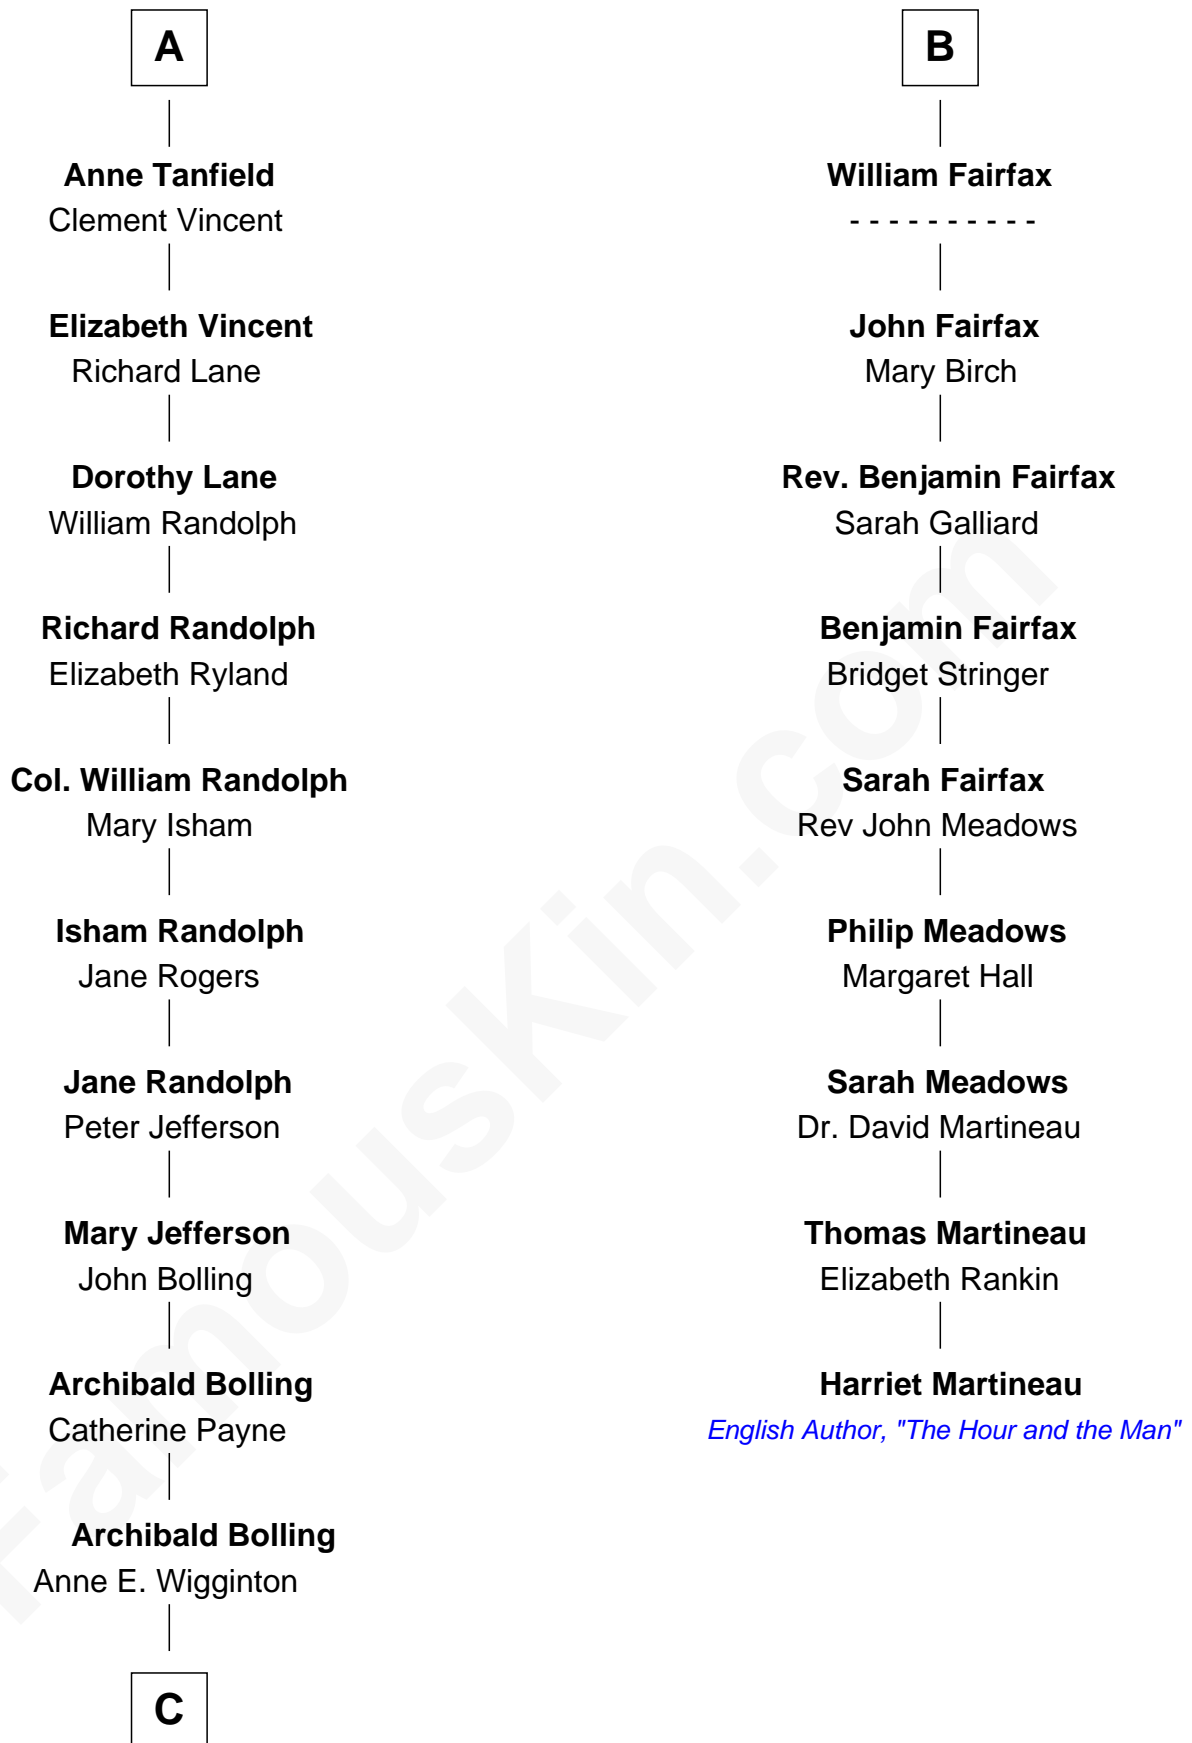 A
Anne Tanfield
Clement Vincent
Elizabeth Vincent
Richard Lane
Dorothy Lane
William Randolph
Richard Randolph
Elizabeth Ryland
Col. William Randolph
Mary Isham
Isham Randolph
Jane Rogers
Jane Randolph
Peter Jefferson
Mary Jefferson
John Bolling
Archibald Bolling
Catherine Payne
Archibald Bolling
Anne E. Wigginton
C
B
William Fairfax
- - - - - - - - - -
John Fairfax
Mary Birch
Rev. Benjamin Fairfax
Sarah Galliard
Benjamin Fairfax
Bridget Stringer
Sarah Fairfax
Rev John Meadows
Philip Meadows
Margaret Hall
Sarah Meadows
Dr. David Martineau
Thomas Martineau
Elizabeth Rankin
Harriet Martineau
English Author, "The Hour and the Man"
FamousKin.com